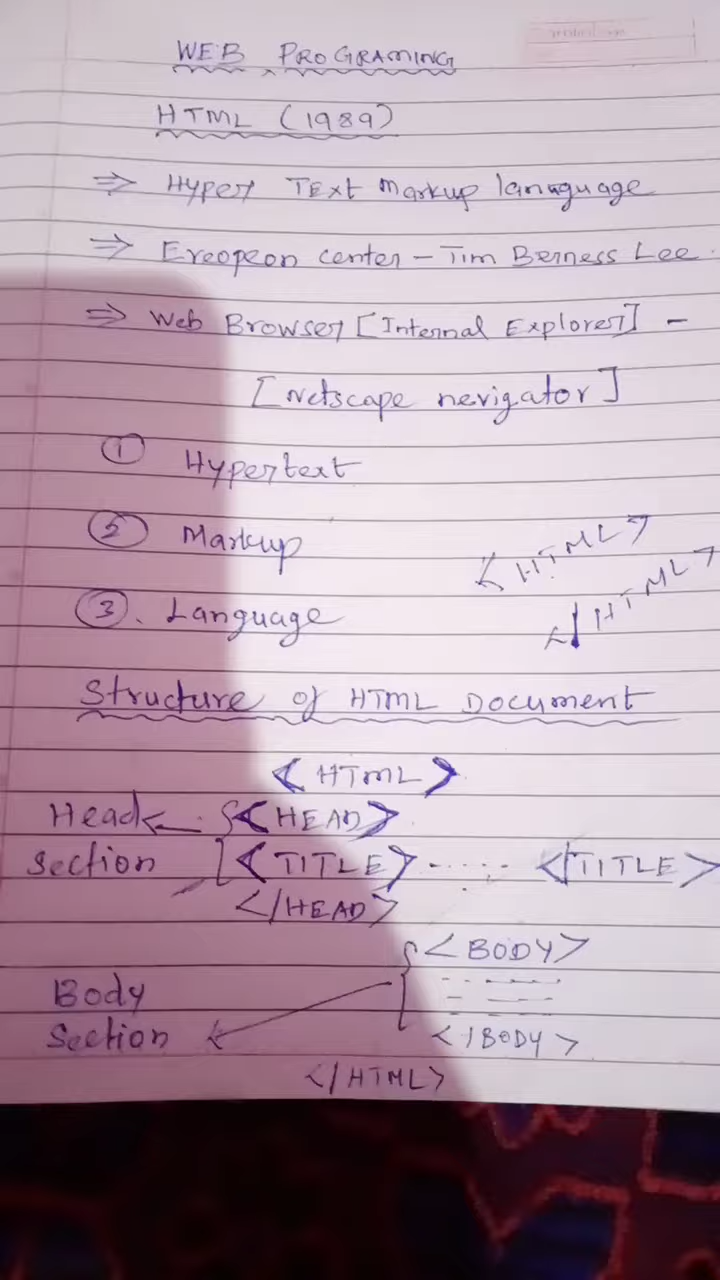 WEB PROGRAMING
HTML (1989)
⇒ Hyper TExt Markup lanuguage
⇒ Ereopeon center - Tim Berness Lee.
⇒ Web Browser [Internal Explorer] -
[Netscape nevigator]
① Hypertext
② Markup
<HTML>
③. Language
</HTML>
Structure of HTML Document
<HTML>
Head ← <HEAD>
section <TITLE> ------ </TITLE>
</HEAD>
<BODY>
Body
Section </BODY>
</HTML>